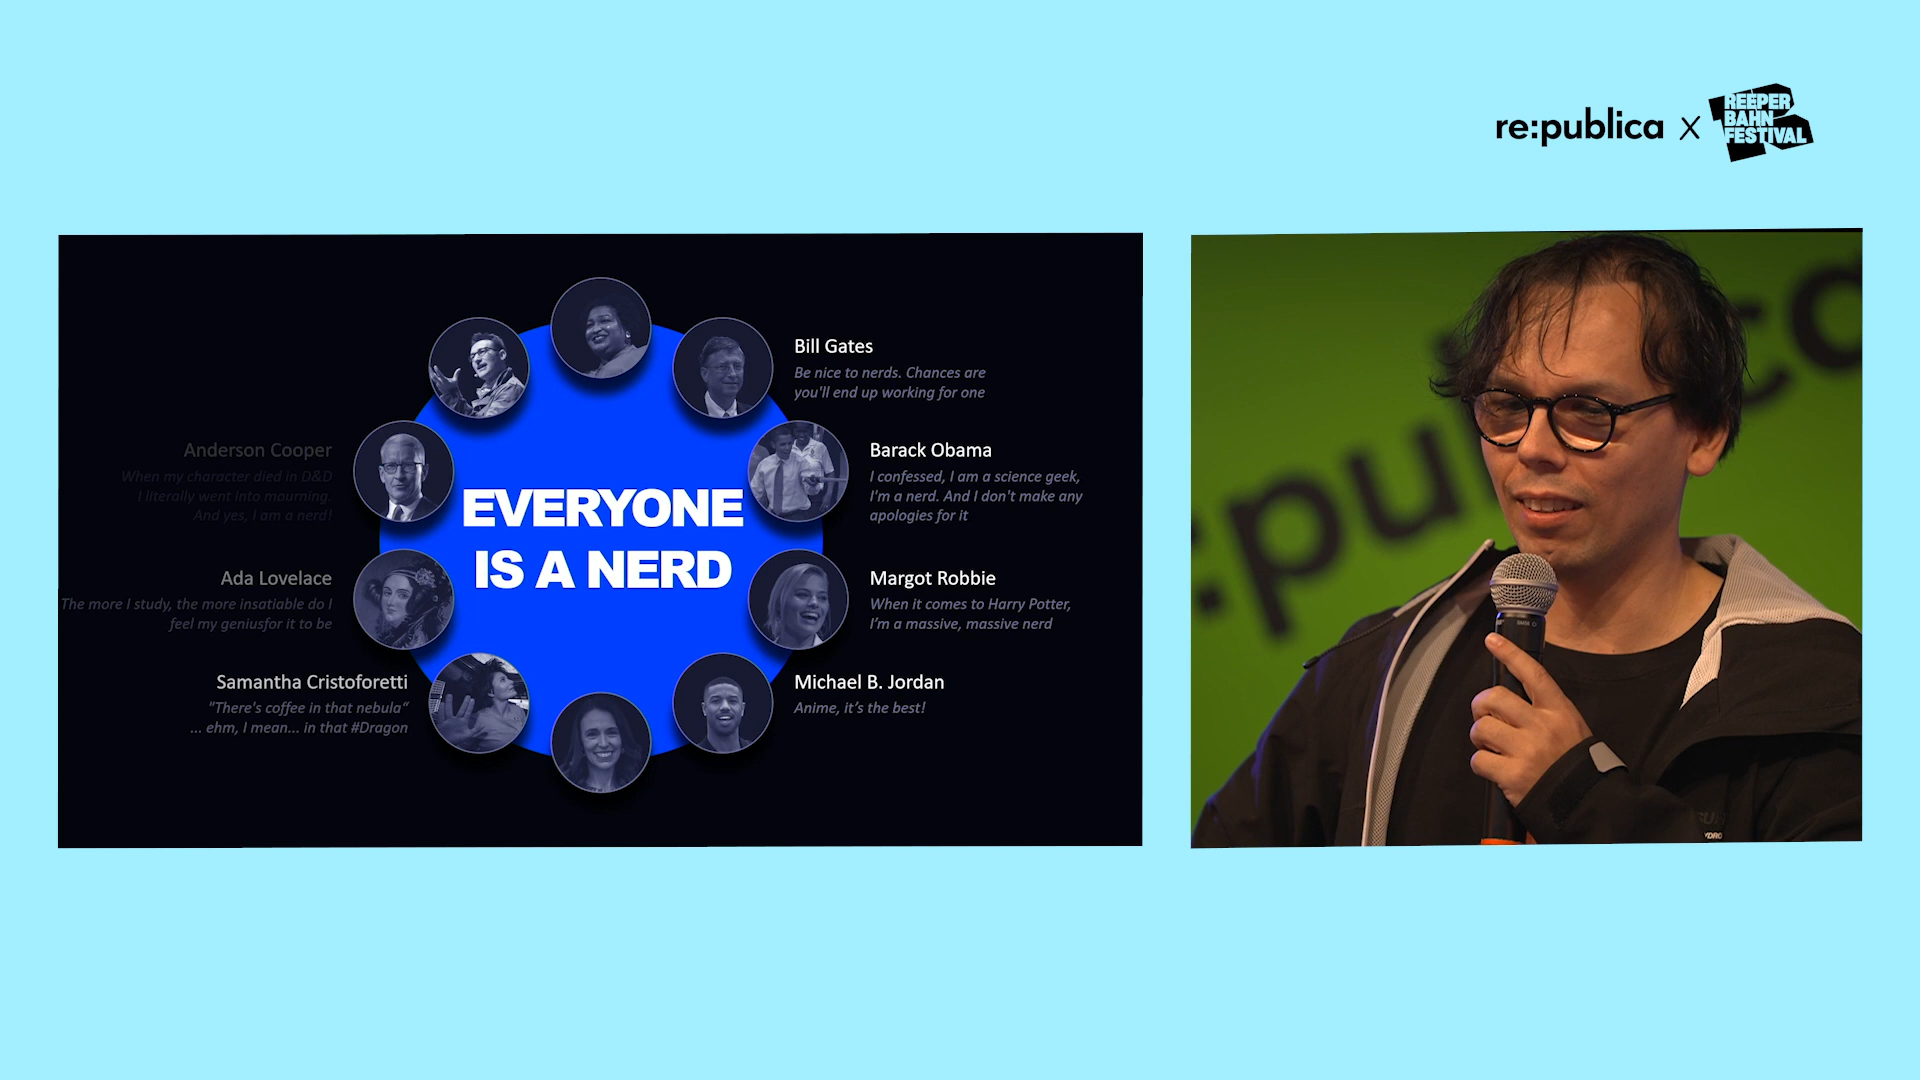 re:publica X
REEPER
BAHN
FESTIVAL
EVERYONE
IS A NERD
Bill Gates
Be nice to nerds. Chances are
you'll end up working for one
Barack Obama
I confessed, I am a science geek,
I'm a nerd. And I don't make any
apologies for it
Margot Robbie
When it comes to Harry Potter,
I'm a massive, massive nerd
Michael B. Jordan
Anime, it's the best!
Samantha Cristoforetti
"There's coffee in that nebula“
... ehm, I mean... in that #Dragon
Ada Lovelace
The more I study, the more insatiable do I
feel my geniusfor it to be
Anderson Cooper
When my character died in D&D
I literally went into mourning.
And yes, I am a nerd!
:pu